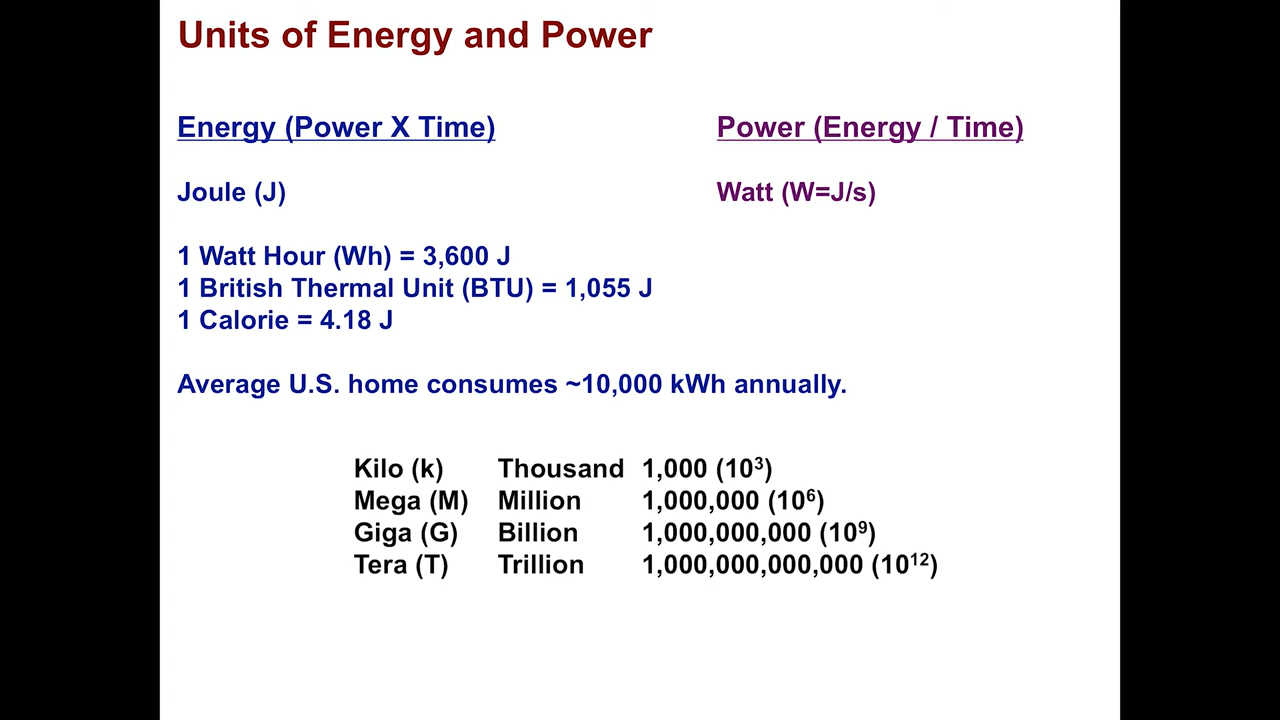 Units of Energy and Power
Energy (Power X Time)
Power (Energy / Time)
Joule (J)
Watt (W=J/s)
1 Watt Hour (Wh) = 3,600 J
1 British Thermal Unit (BTU) = 1,055 J
1 Calorie = 4.18 J
Average U.S. home consumes ~10,000 kWh annually.
Kilo (k) Thousand 1,000 (10³)
Mega (M) Million 1,000,000 (10⁶)
Giga (G) Billion 1,000,000,000 (10⁹)
Tera (T) Trillion 1,000,000,000,000 (10¹²)